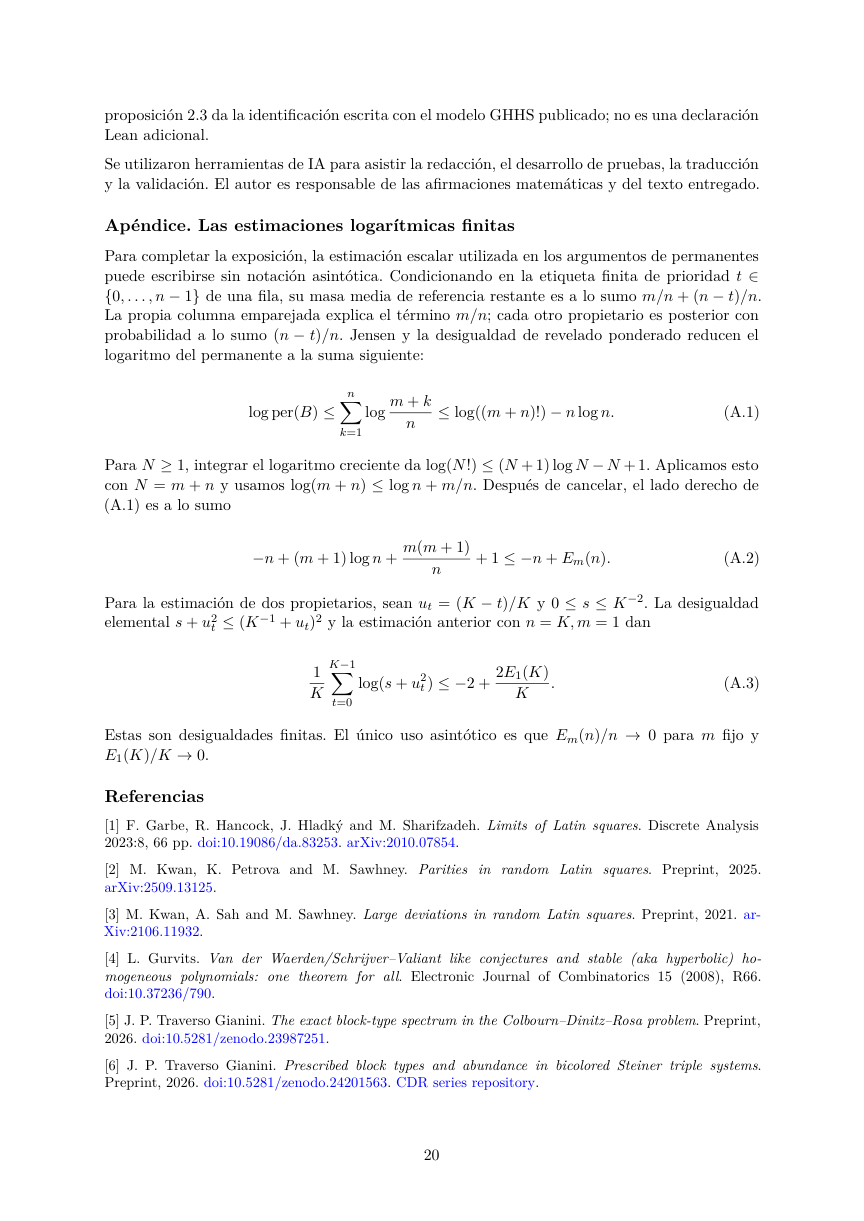 proposición 2.3 da la identificación escrita con el modelo GHHS publicado; no es una declaración
Lean adicional.
Se utilizaron herramientas de IA para asistir la redacción, el desarrollo de pruebas, la traducción
y la validación. El autor es responsable de las afirmaciones matemáticas y del texto entregado.
Apéndice. Las estimaciones logarítmicas finitas
Para completar la exposición, la estimación escalar utilizada en los argumentos de permanentes
puede escribirse sin notación asintótica. Condicionando en la etiqueta finita de prioridad t ∈
{0, . . . , n − 1} de una fila, su masa media de referencia restante es a lo sumo m/n + (n − t)/n.
La propia columna emparejada explica el término m/n; cada otro propietario es posterior con
probabilidad a lo sumo (n − t)/n. Jensen y la desigualdad de revelado ponderado reducen el
logaritmo del permanente a la suma siguiente:
log per(B) ≤ ∑_{k=1}^{n} log (m + k)/n ≤ log((m + n)!) − n log n. (A.1)
Para N ≥ 1, integrar el logaritmo creciente da log(N!) ≤ (N + 1) log N − N + 1. Aplicamos esto
con N = m + n y usamos log(m + n) ≤ log n + m/n. Después de cancelar, el lado derecho de
(A.1) es a lo sumo
−n + (m + 1) log n + m(m + 1)/n + 1 ≤ −n + E_m(n). (A.2)
Para la estimación de dos propietarios, sean u_t = (K − t)/K y 0 ≤ s ≤ K^{−2}. La desigualdad
elemental s + u_t^2 ≤ (K^{−1} + u_t)^2 y la estimación anterior con n = K, m = 1 dan
1/K ∑_{t=0}^{K−1} log(s + u_t^2) ≤ −2 + 2E_1(K)/K. (A.3)
Estas son desigualdades finitas. El único uso asintótico es que E_m(n)/n → 0 para m fijo y
E_1(K)/K → 0.
Referencias
[1] F. Garbe, R. Hancock, J. Hladký and M. Sharifzadeh. Limits of Latin squares. Discrete Analysis
2023:8, 66 pp. doi:10.19086/da.83253. arXiv:2010.07854.
[2] M. Kwan, K. Petrova and M. Sawhney. Parities in random Latin squares. Preprint, 2025.
arXiv:2509.13125.
[3] M. Kwan, A. Sah and M. Sawhney. Large deviations in random Latin squares. Preprint, 2021. ar-
Xiv:2106.11932.
[4] L. Gurvits. Van der Waerden/Schrijver–Valiant like conjectures and stable (aka hyperbolic) ho-
mogeneous polynomials: one theorem for all. Electronic Journal of Combinatorics 15 (2008), R66.
doi:10.37236/790.
[5] J. P. Traverso Gianini. The exact block-type spectrum in the Colbourn–Dinitz–Rosa problem. Preprint,
2026. doi:10.5281/zenodo.23987251.
[6] J. P. Traverso Gianini. Prescribed block types and abundance in bicolored Steiner triple systems.
Preprint, 2026. doi:10.5281/zenodo.24201563. CDR series repository.
20